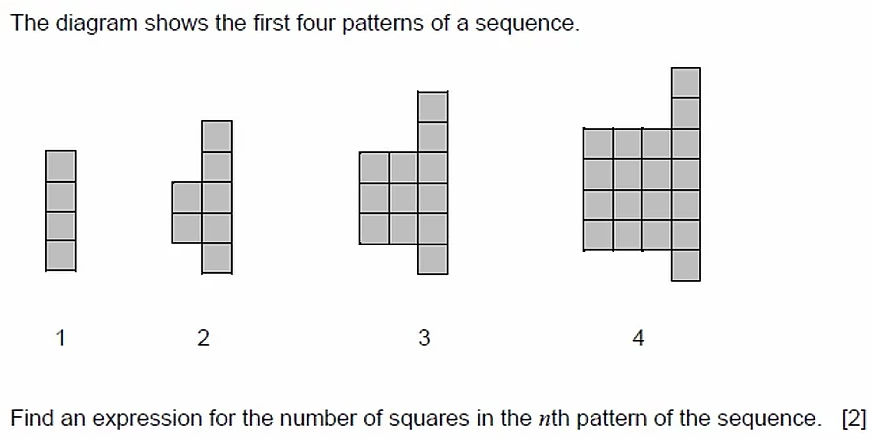 The diagram shows the first four patterns of a sequence.
1 2 3 4
Find an expression for the number of squares in the nth pattern of the sequence. [2]